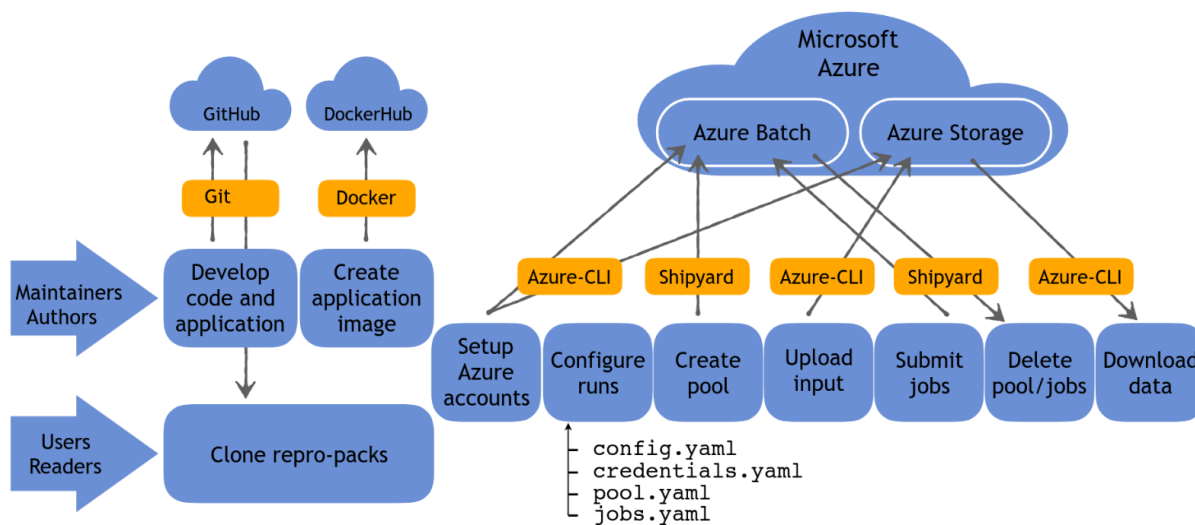 GitHub
DockerHub
Git
Docker
Maintainers
Authors
Develop
code and
application
Create
application
image
Users
Readers
Clone repro-packs
Microsoft
Azure
Azure Batch
Azure Storage
Azure-CLI
Shipyard
Azure-CLI
Shipyard
Azure-CLI
Setup
Azure
accounts
Configure
runs
Create
pool
Upload
input
Submit
jobs
Delete
pool/jobs
Download
data
config.yaml
credentials.yaml
pool.yaml
jobs.yaml